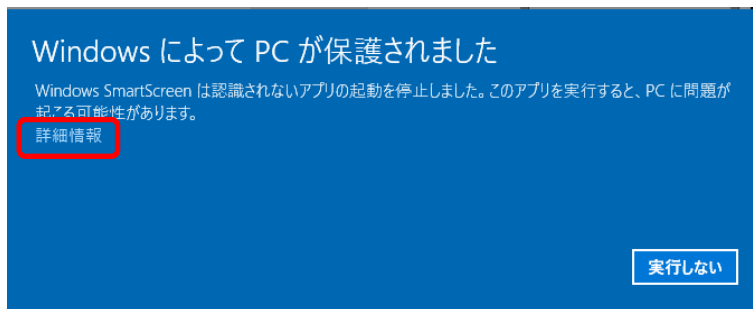 Windows によって PC が保護されました
Windows SmartScreen は認識されないアプリの起動を停止しました。このアプリを実行すると、PC に問題が
起こる可能性があります。
詳細情報
実行しない